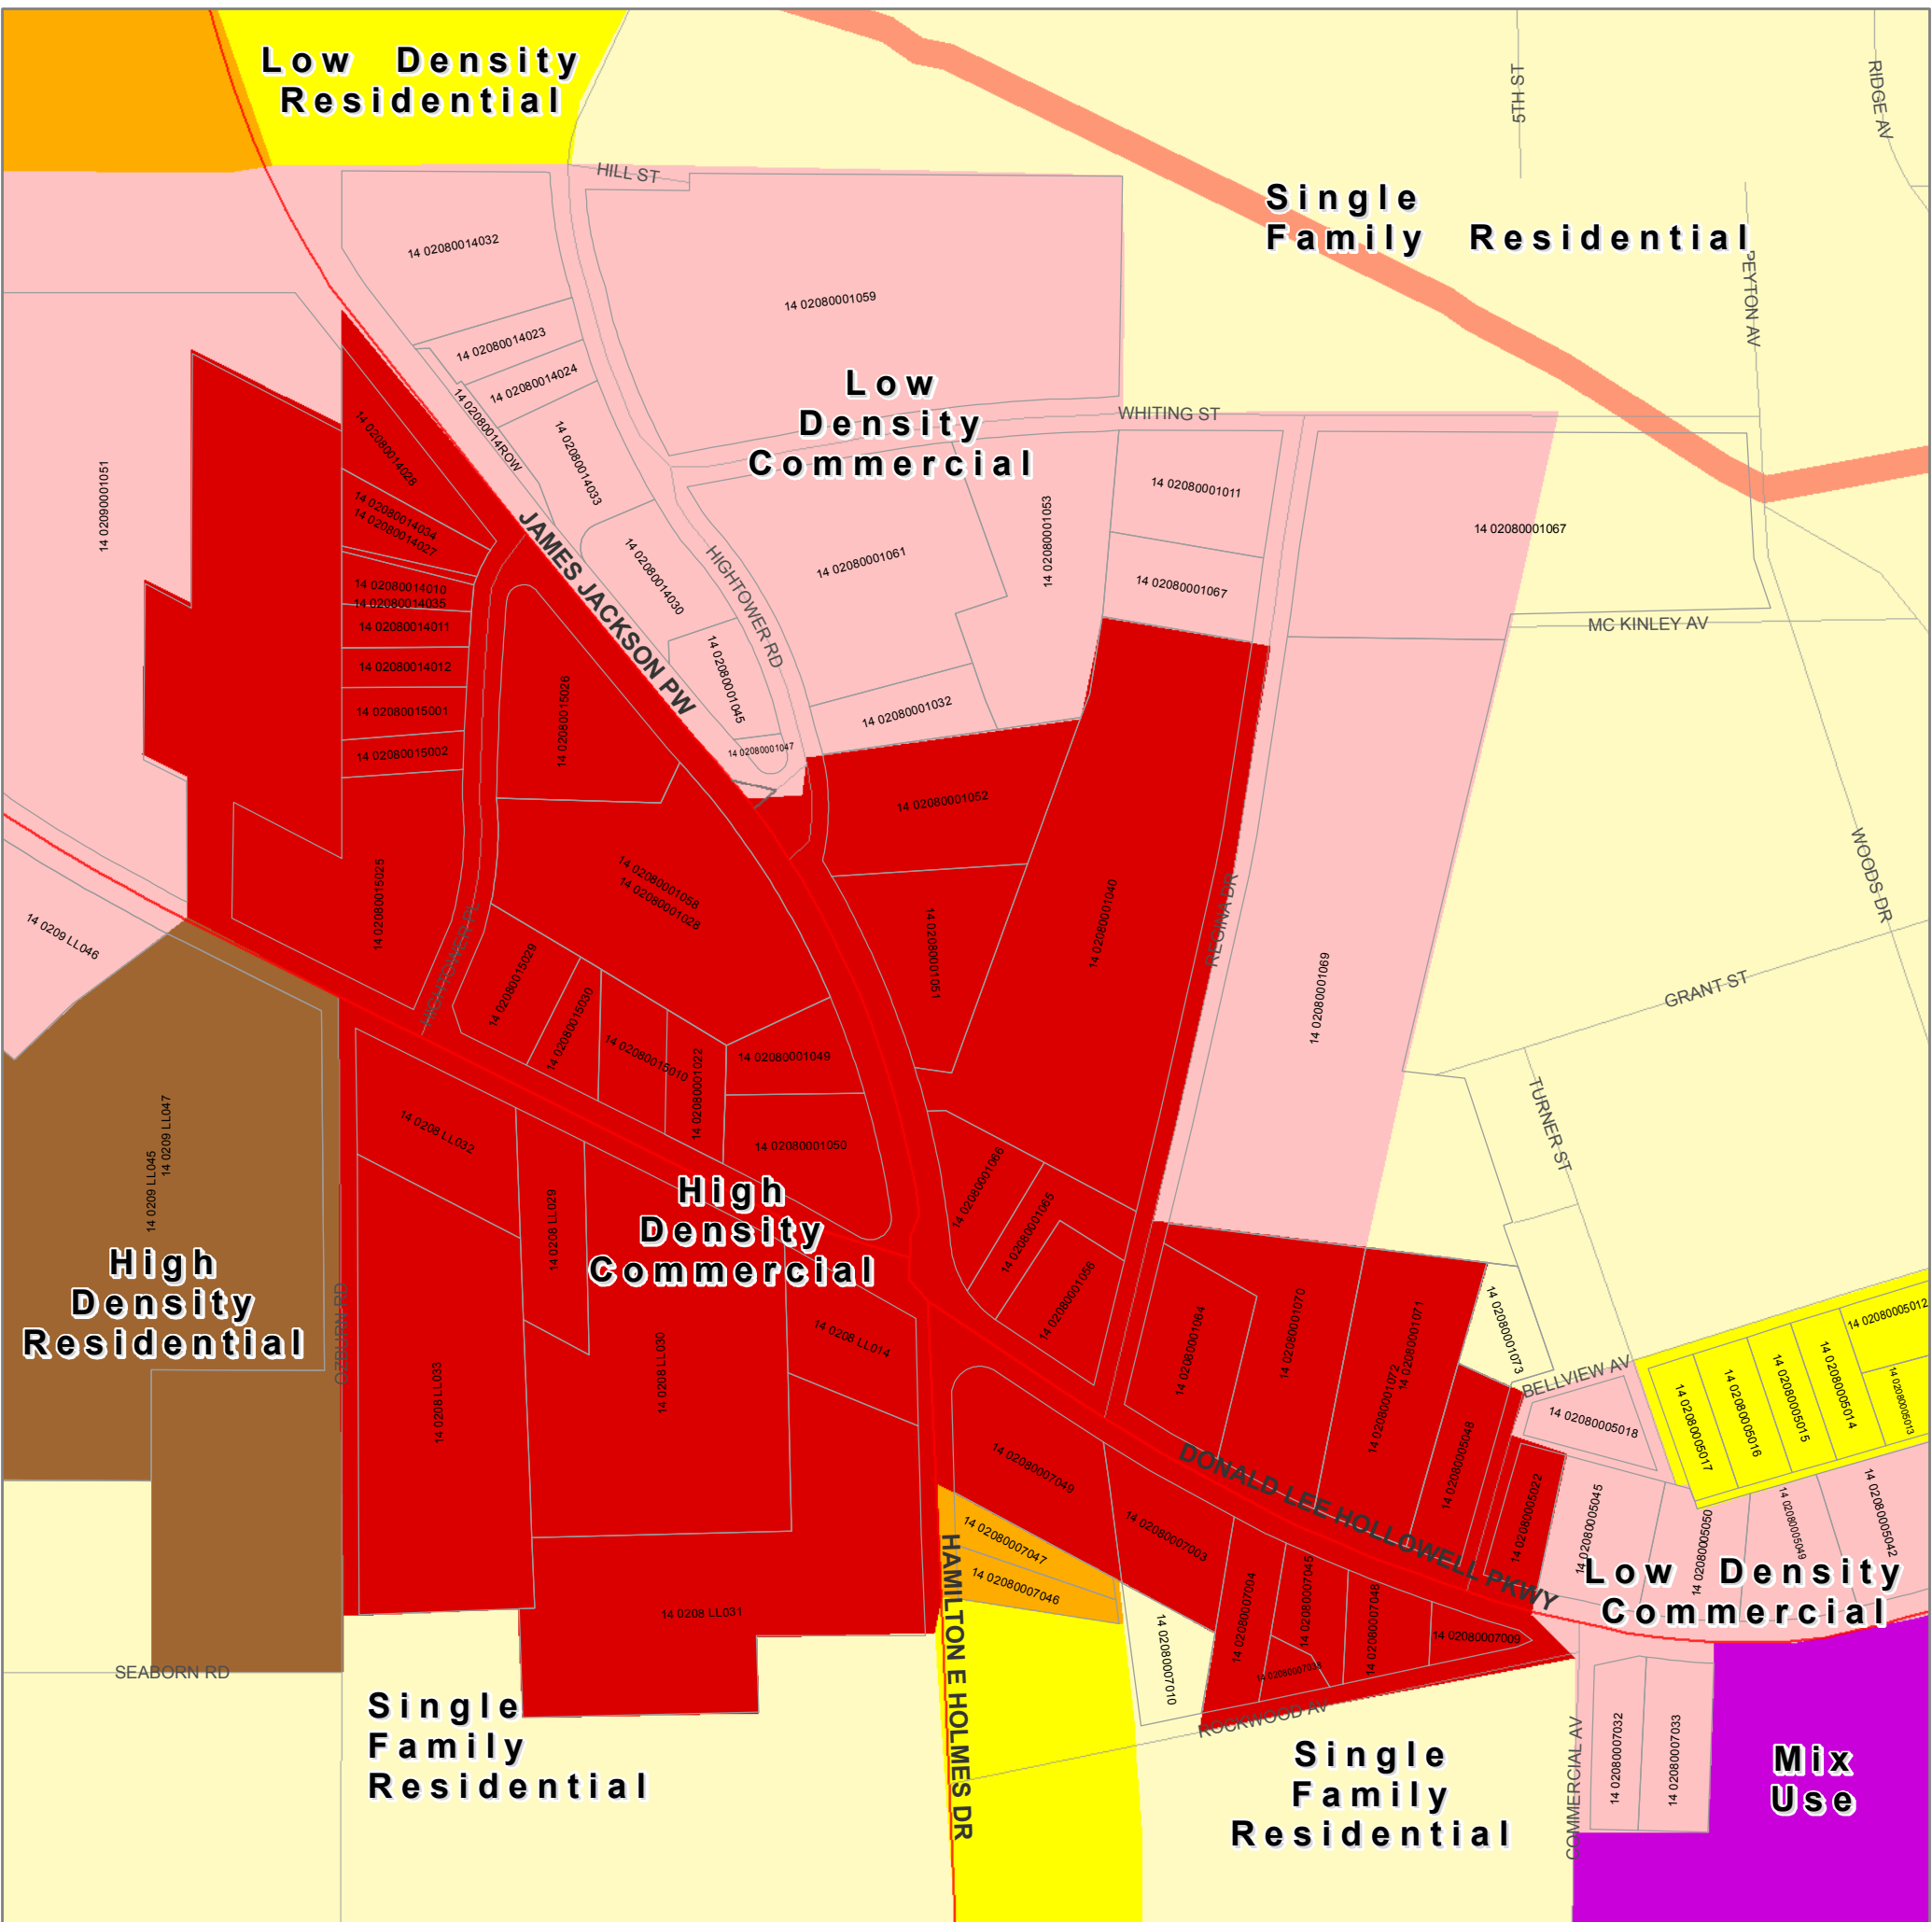 Low Density
Residential
5TH ST
RIDGE AV
HILL ST
Single
Family Residential
PEYTON AV
14 02080014032
14 02080001059
14 02080014023
14 02080014024
14 02080014ROW
14 02080014033
Low
Density
Commercial
WHITING ST
14 02090001051
14 02080014028
14 02080014034
14 02080014027
14 02080014010
14 02080014035
14 02080014011
14 02080014012
14 02080015001
14 02080015002
JAMES JACKSON PW
14 02080014030
HIGHTOWER RD
14 02080001061
14 02080001053
14 02080001011
14 02080001067
14 02080001067
MC KINLEY AV
14 02080015026
14 02080001045
14 02080001032
14 02080001047
14 02080001052
14 02080015025
14 02080001058
14 02080001028
14 02080001051
14 02080001040
REGINA DR
WOODS DR
14 0209 LL046
HIGHTOWER PL
14 02080015029
14 02080015030
14 02080015010
14 02080001022
14 02080001049
14 02080001050
14 02080001069
GRANT ST
TURNER ST
14 0209 LL047
14 0209 LL045
14 0208 LL032
14 0208 LL029
High
Density
Commercial
14 02080001066
14 02080001065
14 02080001056
High
Density
Residential
OZBURN RD
14 0208 LL033
14 0208 LL030
14 0208 LL014
14 02080001064
14 02080001070
14 02080001071
14 02080001072
14 02080001073
BELLVIEW AV
14 02080005012
14 02080005013
14 02080005014
14 02080005015
14 02080005016
14 02080005017
14 02080005018
14 02080005048
14 02080005022
14 02080005045
14 02080005050
14 02080005049
14 02080005042
DONALD LEE HOLLOWELL PKWY
14 02080007049
14 02080007003
14 02080007047
14 02080007046
14 02080007004
14 02080007045
14 02080007048
14 02080007009
14 02080007010
Low Density
Commercial
14 0208 LL031
HAMILTON E HOLMES DR
SEABORN RD
ROCKWOOD AV
Single
Family
Residential
Single
Family
Residential
COMMERCIAL AV
14 02080007032
14 02080007033
Mix
Use